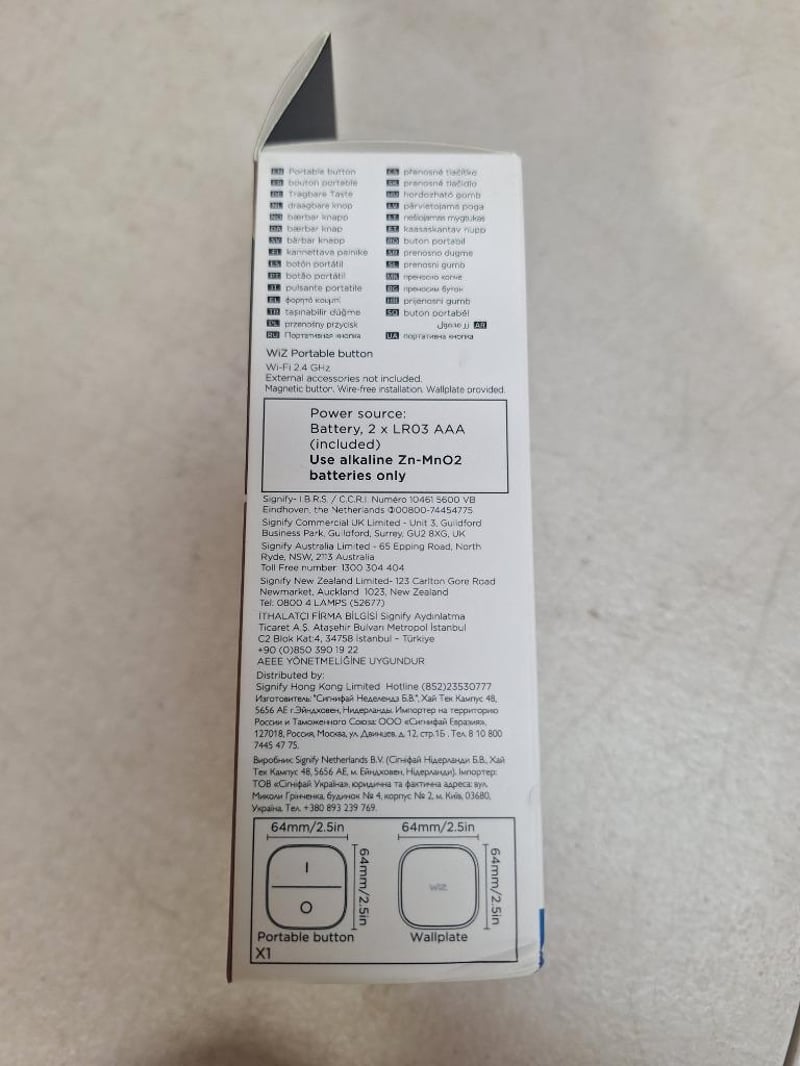 EN Portable button
FR bouton portable
DE Tragbare Taste
NL draagbare knop
NO bærbar knapp
DA bærbar knap
SV bärbar knapp
FI kannettava painike
ES botón portátil
PT botão portátil
IT pulsante portatile
EL φορητό κουμπί
TR taşınabilir düğme
PL przenośny przycisk
RU Портативная кнопка
CS přenosné tlačítko
SK prenosné tlačidlo
HU hordozható gomb
LV pārvietojama poga
LT nešiojamas mygtukas
ET kaasaskantav nupp
RO buton portabil
SR prenosno dugme
SL prenosni gumb
MK преносно копче
BG преносим бутон
HR prijenosni gumb
SQ buton portabël
زر محمول AR
UA портативна кнопка
WiZ Portable button
Wi-Fi 2.4 GHz
External accessories not included.
Magnetic button. Wire-free installation. Wallplate provided.
Power source:
Battery, 2 x LR03 AAA
(included)
Use alkaline Zn-MnO2
batteries only
Signify- I.B.R.S. / C.C.R.I. Numéro 10461 5600 VB
Eindhoven, the Netherlands ✆00800-74454775
Signify Commercial UK Limited - Unit 3, Guildford
Business Park, Guildford, Surrey, GU2 8XG, UK
Signify Australia Limited - 65 Epping Road, North
Ryde, NSW, 2113 Australia
Toll Free number 1300 304 404
Signify New Zealand Limited- 123 Carlton Gore Road
Newmarket, Auckland 1023, New Zealand
Tel: 0800 4 LAMPS (52677)
İTHALATÇI FİRMA BİLGİSİ Signify Aydınlatma
Ticaret A.Ş. Ataşehir Bulvarı Metropol İstanbul
C2 Blok Kat:4, 34758 İstanbul - Türkiye
+90 (0)850 390 19 22
AEEE YÖNETMELİĞİNE UYGUNDUR
Distributed by:
Signify Hong Kong Limited Hotline (852)23530777
Изготовитель: "Сигнифай Неделендз Б.В.", Хай Тек Кампус 48,
5656 AE г.Эйндховен, Нидерланды. Импортер на территорию
России и Таможенного Союза: ООО «Сигнифай Евразия»,
127018, Россия, Москва, ул. Двинцев, д. 12, стр.1Б . Тел. 8 10 800
7445 47 75.
Виробник: Signify Netherlands B.V. (Сігніфай Нідерланди Б.В., Хай
Тек Кампус 48, 5656 AE, м. Ейндховен, Нідерланди). Імпортер:
ТОВ «Сігніфай Україна», юридична та фактична адреса: вул.
Миколи Грінченка, будинок № 4, корпус № 2, м. Київ, 03680,
Україна. Тел. +380 893 239 769.
64mm/2.5in
64mm/2.5in
64mm/2.5in
WiZ
64mm/2.5in
Portable button
Wallplate
X1